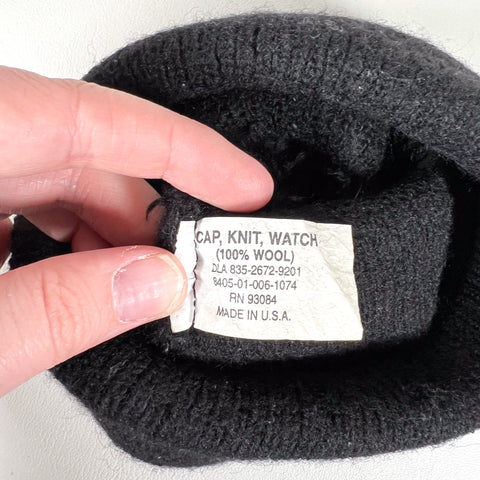 CAP, KNIT, WATCH
(100% WOOL)
DLA 835-2672-9201
8405-01-006-1074
RN 93084
MADE IN U.S.A.